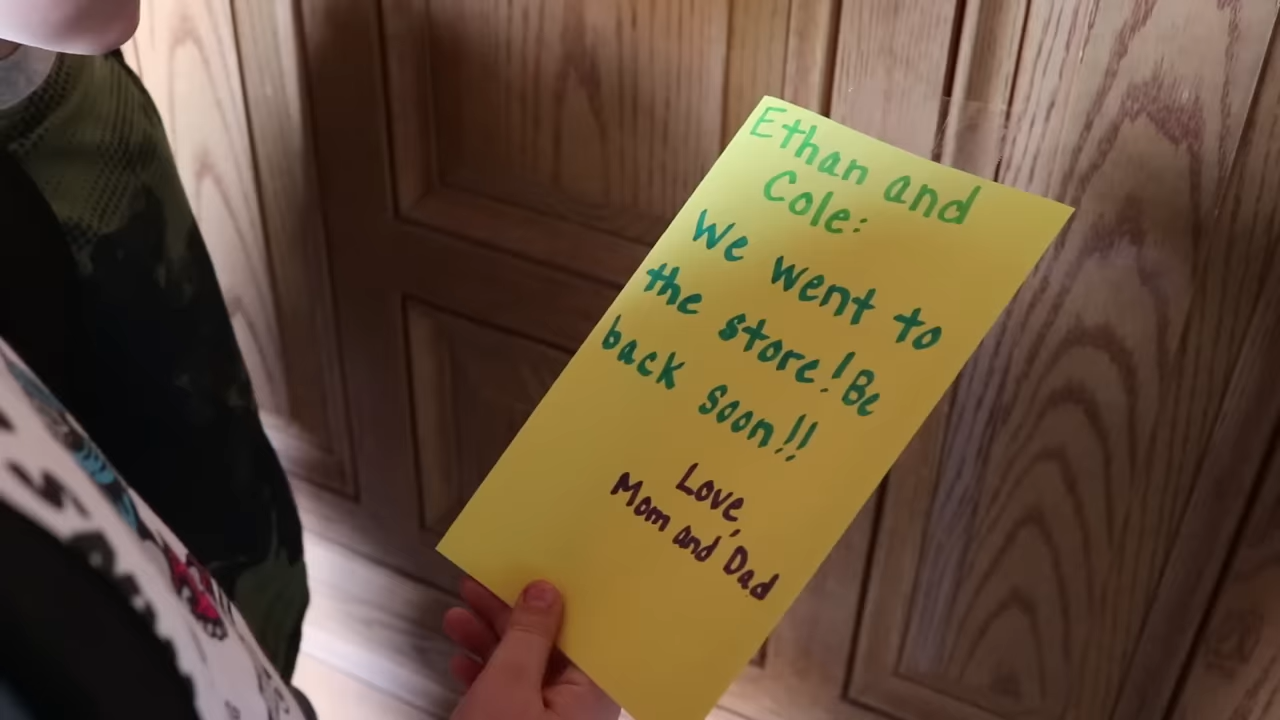 Ethan and
Cole:
We went to
the store! Be
back soon!!
Love,
Mom and Dad